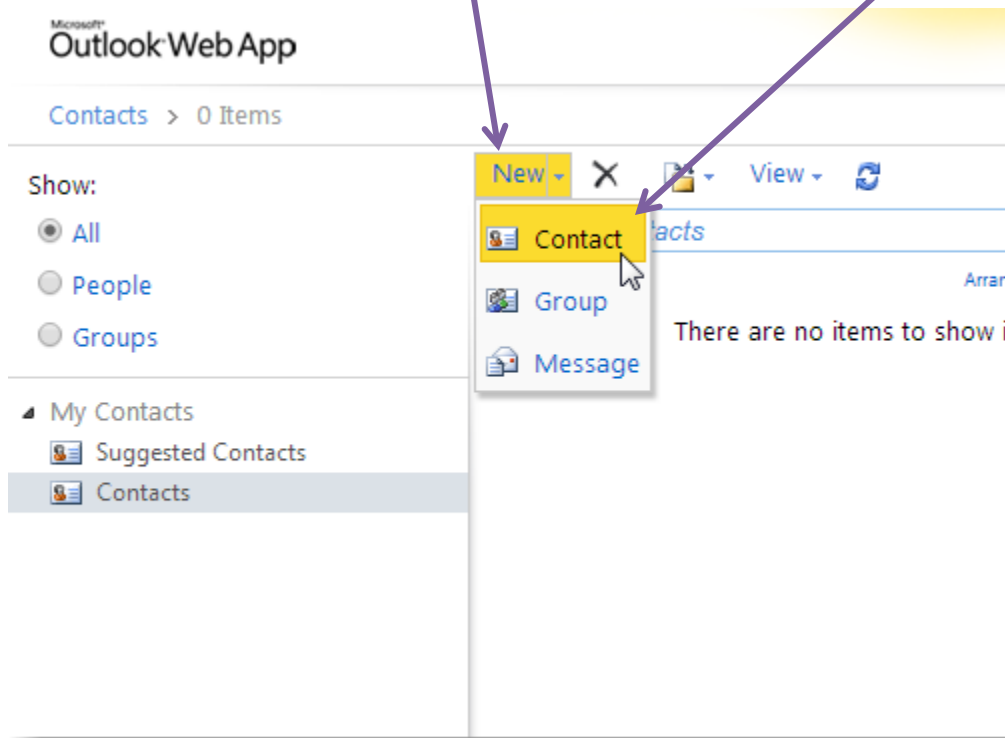 Microsoft®
Outlook Web App
Contacts > 0 Items
Show:
All
People
Groups
My Contacts
Suggested Contacts
Contacts
New
View
Contact
Group
Message
There are no items to show